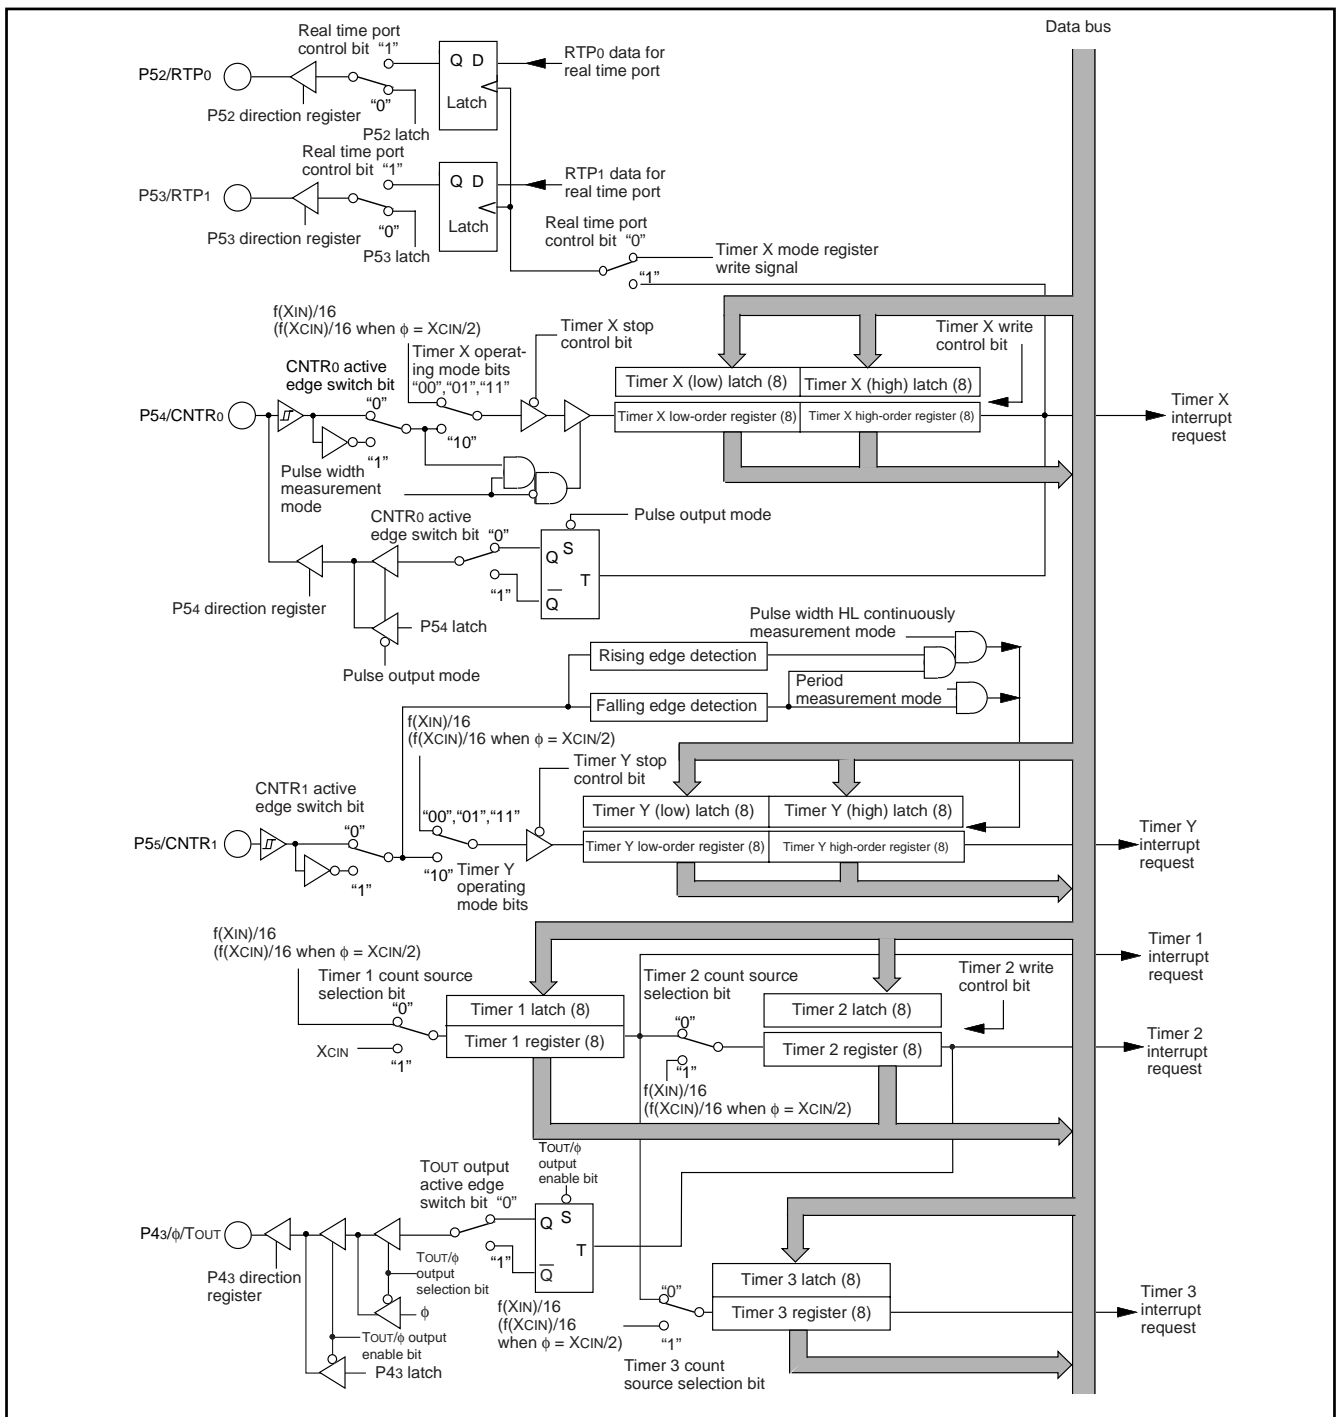 Data bus
Real time port
control bit “1”
Q D
Latch
RTP0 data for
real time port
P52/RTP0
“0”
P52 direction register
P52 latch
Real time port
control bit “1”
Q D
Latch
RTP1 data for
real time port
P53/RTP1
“0”
P53 direction register
P53 latch
Real time port
control bit “0”
Timer X mode register
write signal
“1”
f(XIN)/16
(f(XCIN)/16 when ϕ = XCIN/2)
Timer X stop
control bit
Timer X write
control bit
CNTR0 active
edge switch bit
Timer X operat-
ing mode bits
“00”,“01”,“11”
Timer X (low) latch (8)
Timer X (high) latch (8)
P54/CNTR0
“0”
Timer X low-order register (8)
Timer X high-order register (8)
Timer X
interrupt
request
“10”
“1”
Pulse width
measurement
mode
CNTR0 active
edge switch bit
“0”
Pulse output mode
Q
S
T
“1”
Q
P54 direction register
P54 latch
Pulse output mode
Pulse width HL continuously
measurement mode
Rising edge detection
Period
measurement mode
Falling edge detection
f(XIN)/16
(f(XCIN)/16 when ϕ = XCIN/2)
Timer Y stop
control bit
CNTR1 active
edge switch bit
“00”,“01”,“11”
Timer Y (low) latch (8)
Timer Y (high) latch (8)
P55/CNTR1
“0”
Timer Y low-order register (8)
Timer Y high-order register (8)
Timer Y
interrupt
request
“1”
“10”
Timer Y
operating
mode bits
f(XIN)/16
(f(XCIN)/16 when ϕ = XCIN/2)
Timer 1
interrupt
request
Timer 1 count source
selection bit
Timer 2 count source
selection bit
Timer 2 write
control bit
“0”
Timer 1 latch (8)
“0”
Timer 2 latch (8)
Timer 1 register (8)
Timer 2 register (8)
Timer 2
interrupt
request
XCIN
“1”
“1”
f(XIN)/16
(f(XCIN)/16 when ϕ = XCIN/2)
TOUT output
active edge
switch bit “0”
TOUT/ϕ
output
enable bit
P43/ϕ/TOUT
Q
S
T
“1”
Q
P43 direction
register
TOUT/ϕ
output
selection bit
ϕ
f(XIN)/16
(f(XCIN)/16
when ϕ = XCIN/2)
“0”
Timer 3 latch (8)
Timer 3 register (8)
Timer 3
interrupt
request
“1”
TOUT/ϕ output
enable bit
P43 latch
Timer 3 count
source selection bit